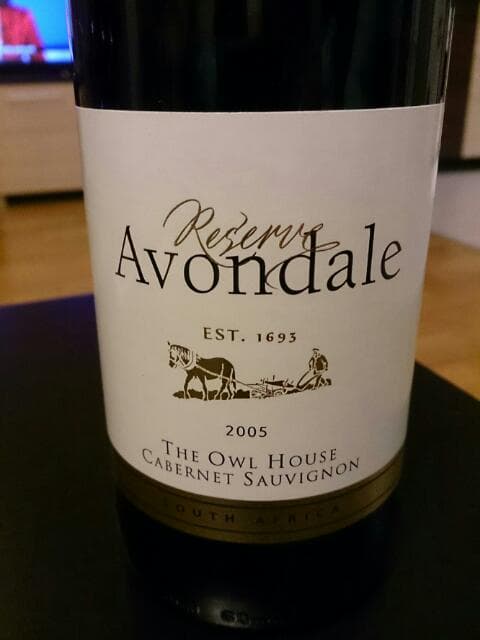 Reserve
Avondale
EST. 1693
2005
THE OWL HOUSE
CABERNET SAUVIGNON
SOUTH AFRICA